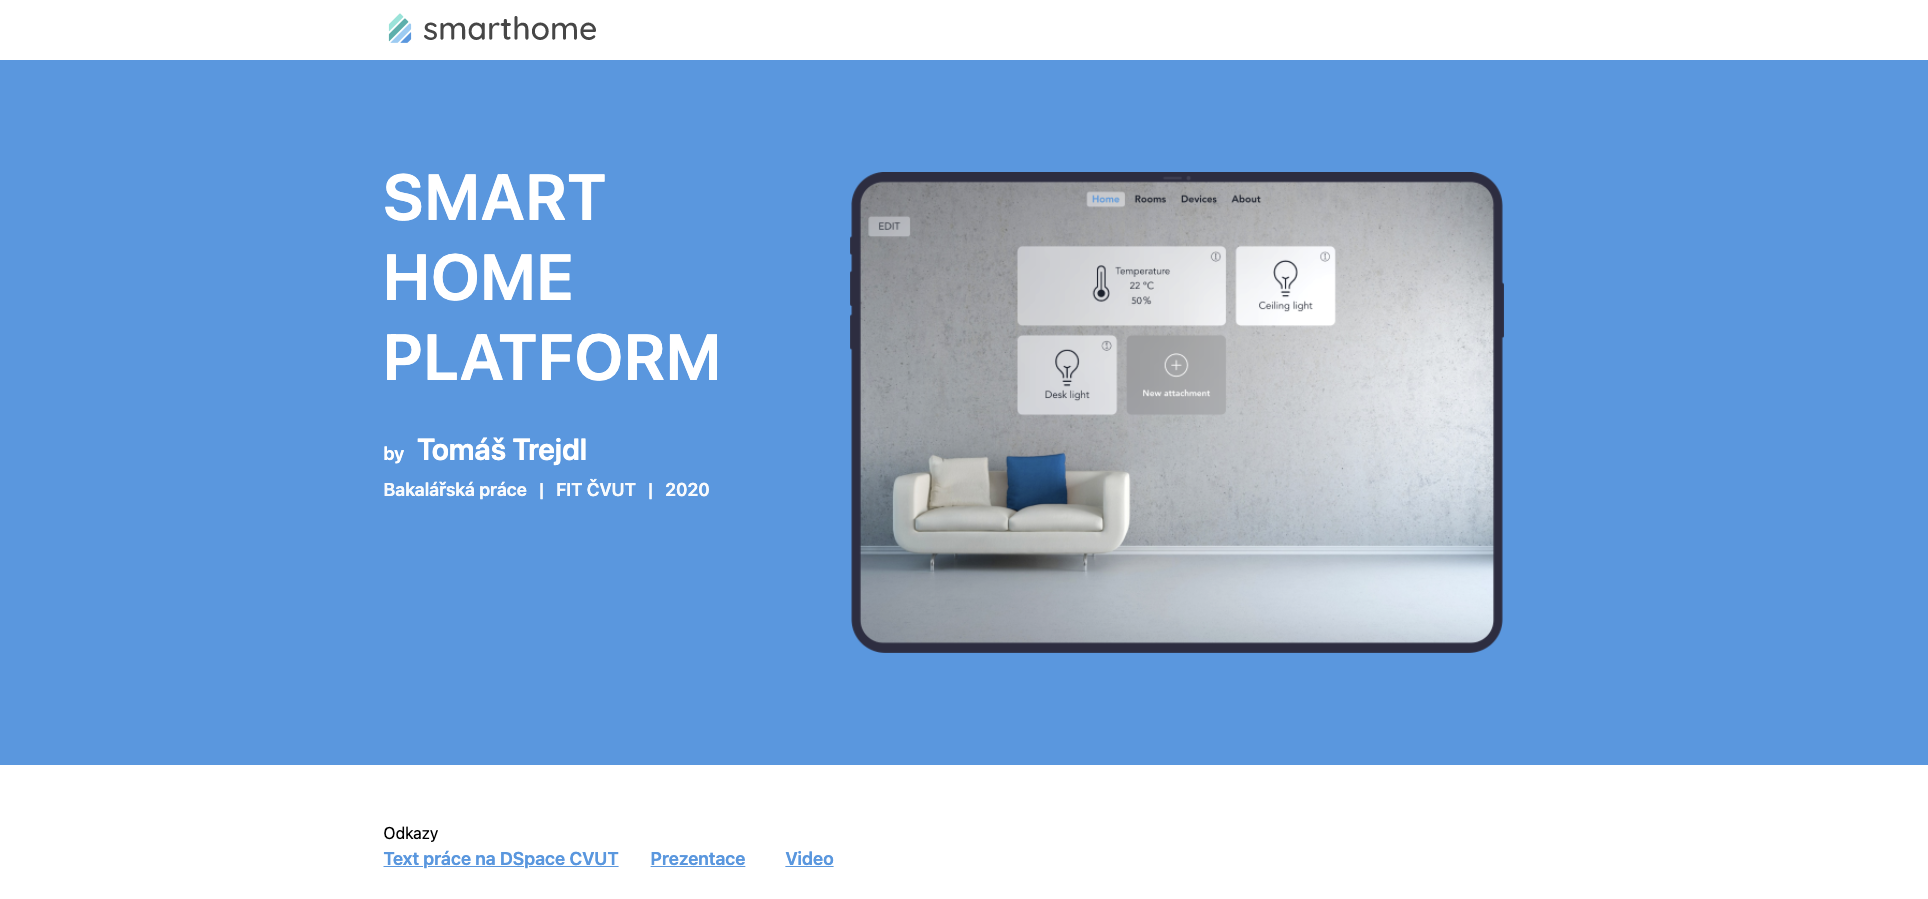 smarthome
SMART
HOME
PLATFORM
by Tomáš Trejdl
Bakalářská práce | FIT ČVUT | 2020
Home Rooms Devices About
EDIT
Temperature
22 °C
50%
Ceiling light
Desk light
New attachment
Odkazy
Text práce na DSpace CVUT Prezentace Video